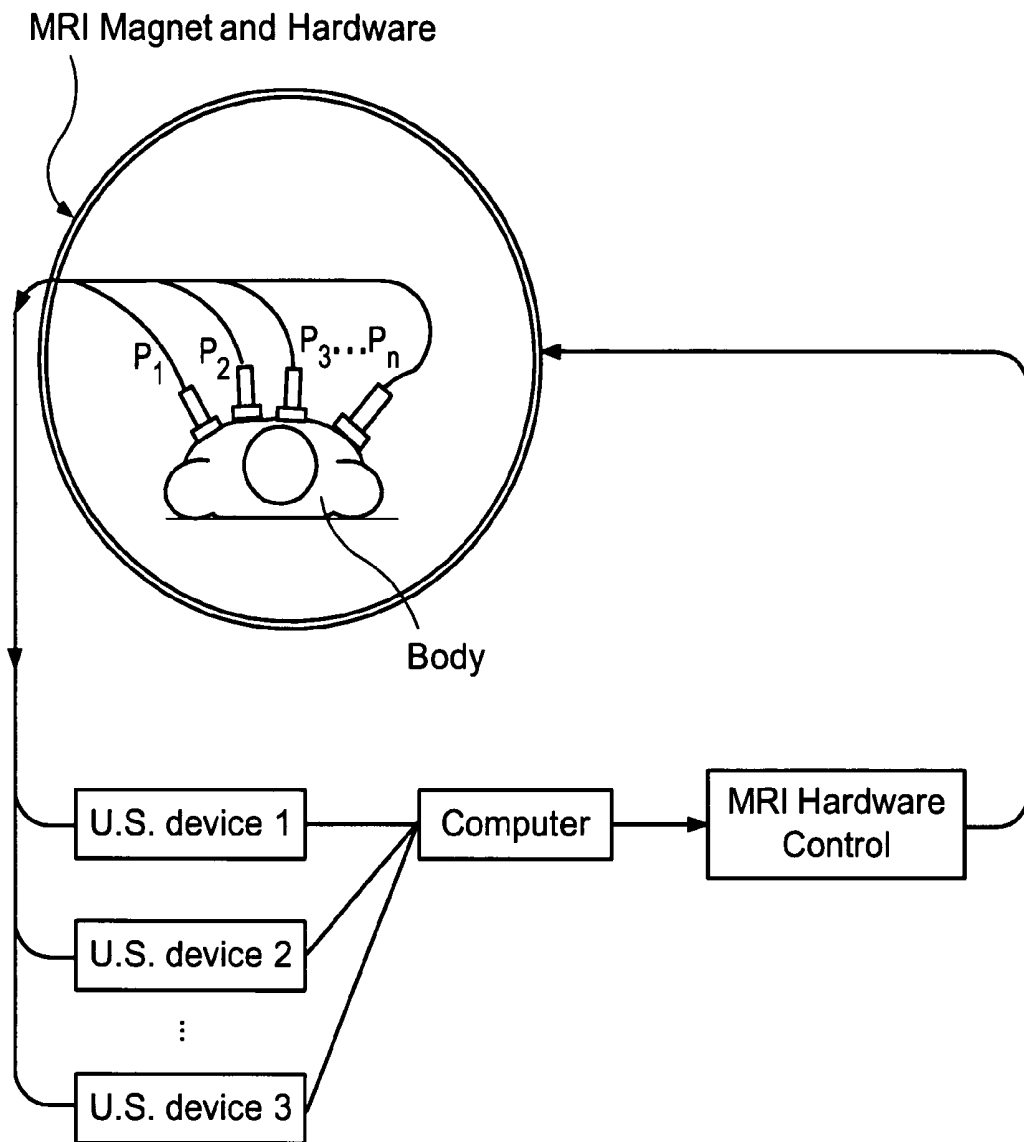 MRI Magnet and Hardware
P1 P2 P3...Pn
Body
U.S. device 1
Computer
MRI Hardware
Control
U.S. device 2
⋮
U.S. device 3